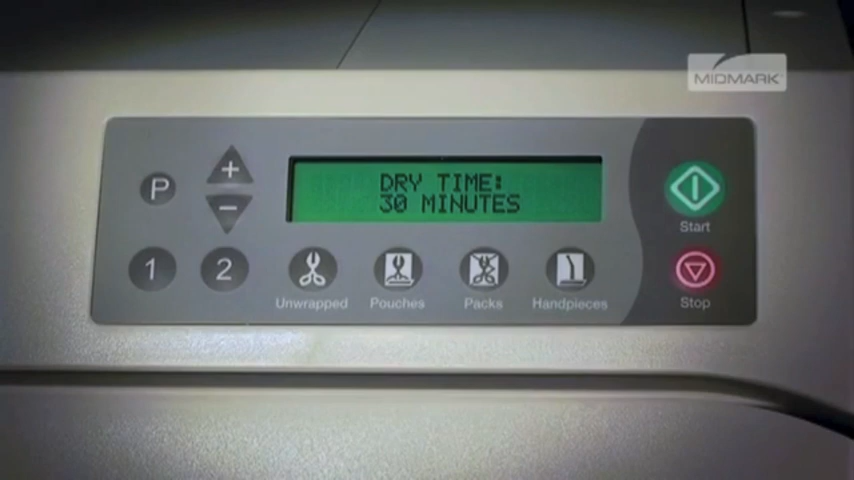 MIDMARK
P
+
−
DRY TIME:
30 MINUTES
Start
1
2
Unwrapped
Pouches
Packs
Handpieces
Stop